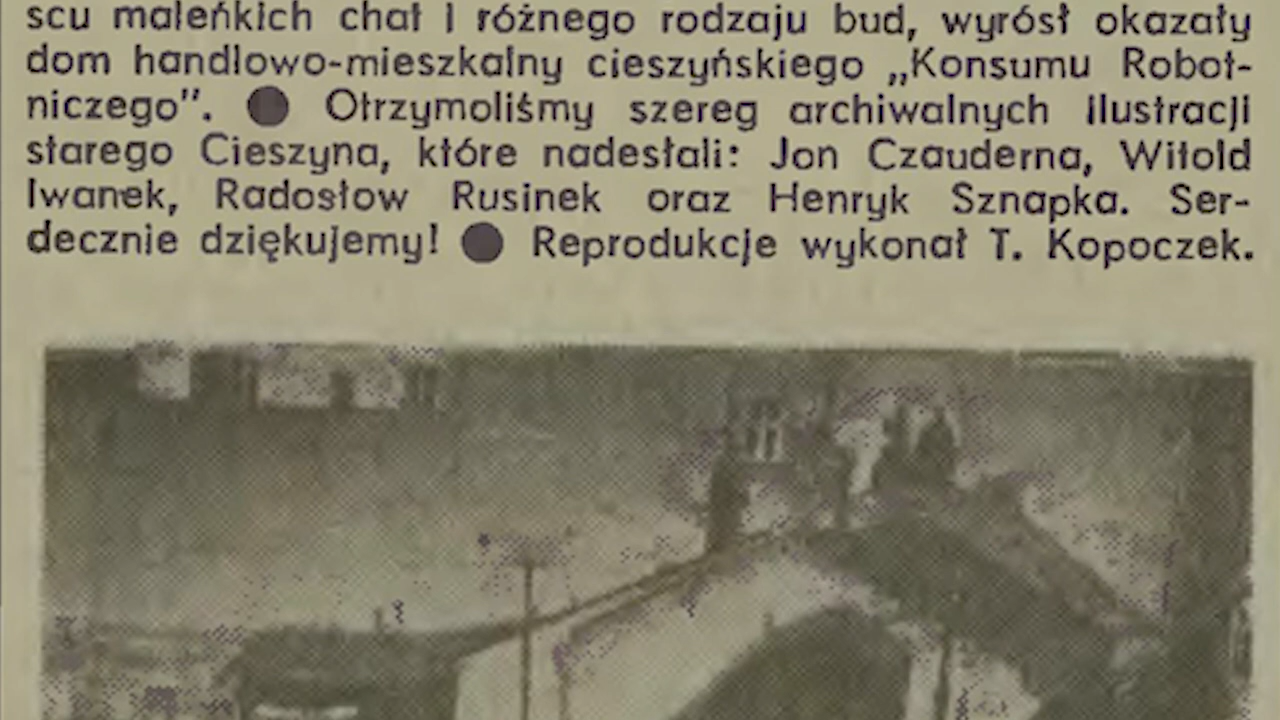 scu maleńkich chat i różnego rodzaju bud, wyrósł okazały
dom handlowo-mieszkalny cieszyńskiego „Konsumu Robot-
niczego". ● Otrzymoliśmy szereg archiwalnych ilustracji
starego Cieszyna, które nadesłali: Jon Czauderna, Witold
Iwanek, Radosłow Rusinek oraz Henryk Sznapka. Ser-
decznie dziękujemy! ● Reprodukcje wykonał T. Kopoczek.